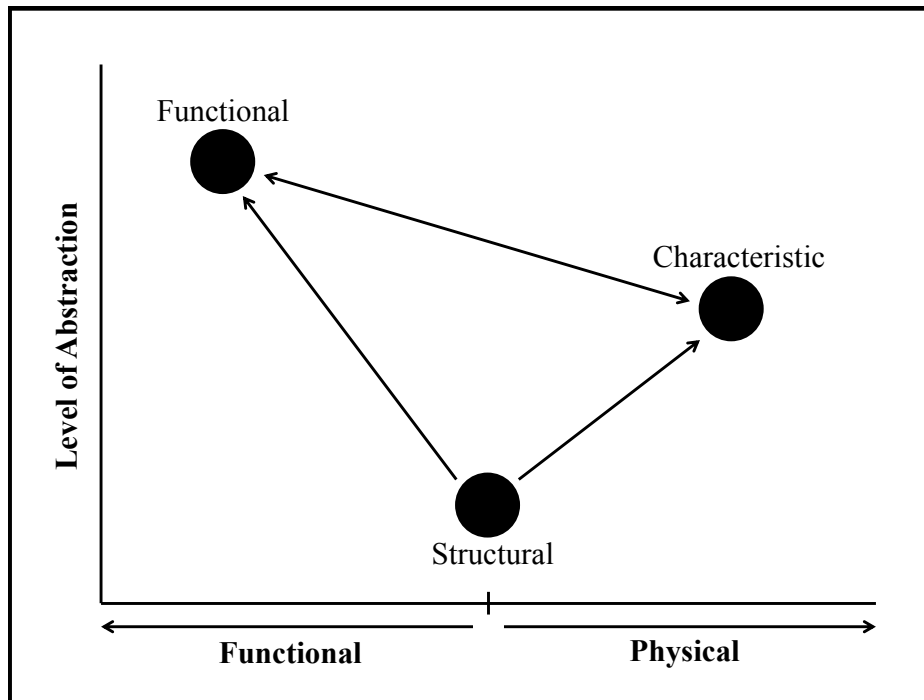 Functional
Characteristic
Level of Abstraction
Structural
Functional
Physical